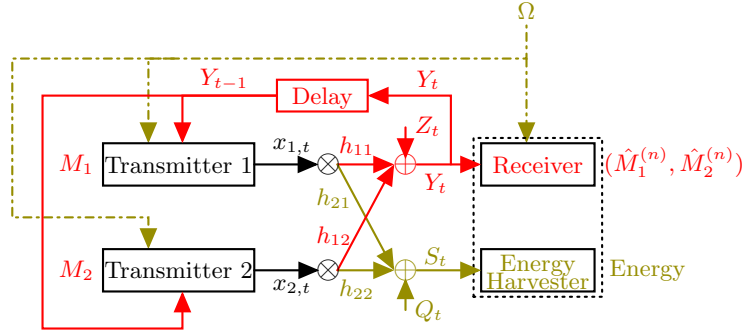 Ω
Y_{t-1}
Y_t
Delay
Z_t
x_{1,t}
h_{11}
M_1
Transmitter 1
Receiver
(\hat{M}_1^{(n)}, \hat{M}_2^{(n)})
Y_t
h_{21}
h_{12}
M_2
Transmitter 2
S_t
Energy
Harvester
Energy
x_{2,t}
h_{22}
Q_t